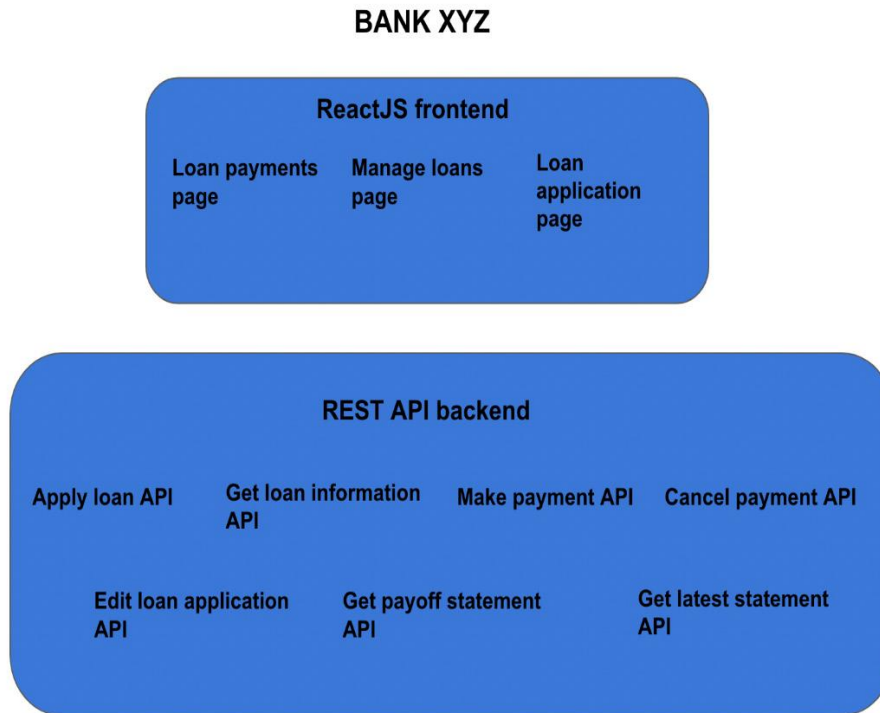 BANK XYZ
ReactJS frontend
Loan payments
page
Manage loans
page
Loan
application
page
REST API backend
Apply loan API
Get loan information
API
Make payment API
Cancel payment API
Edit loan application
API
Get payoff statement
API
Get latest statement
API